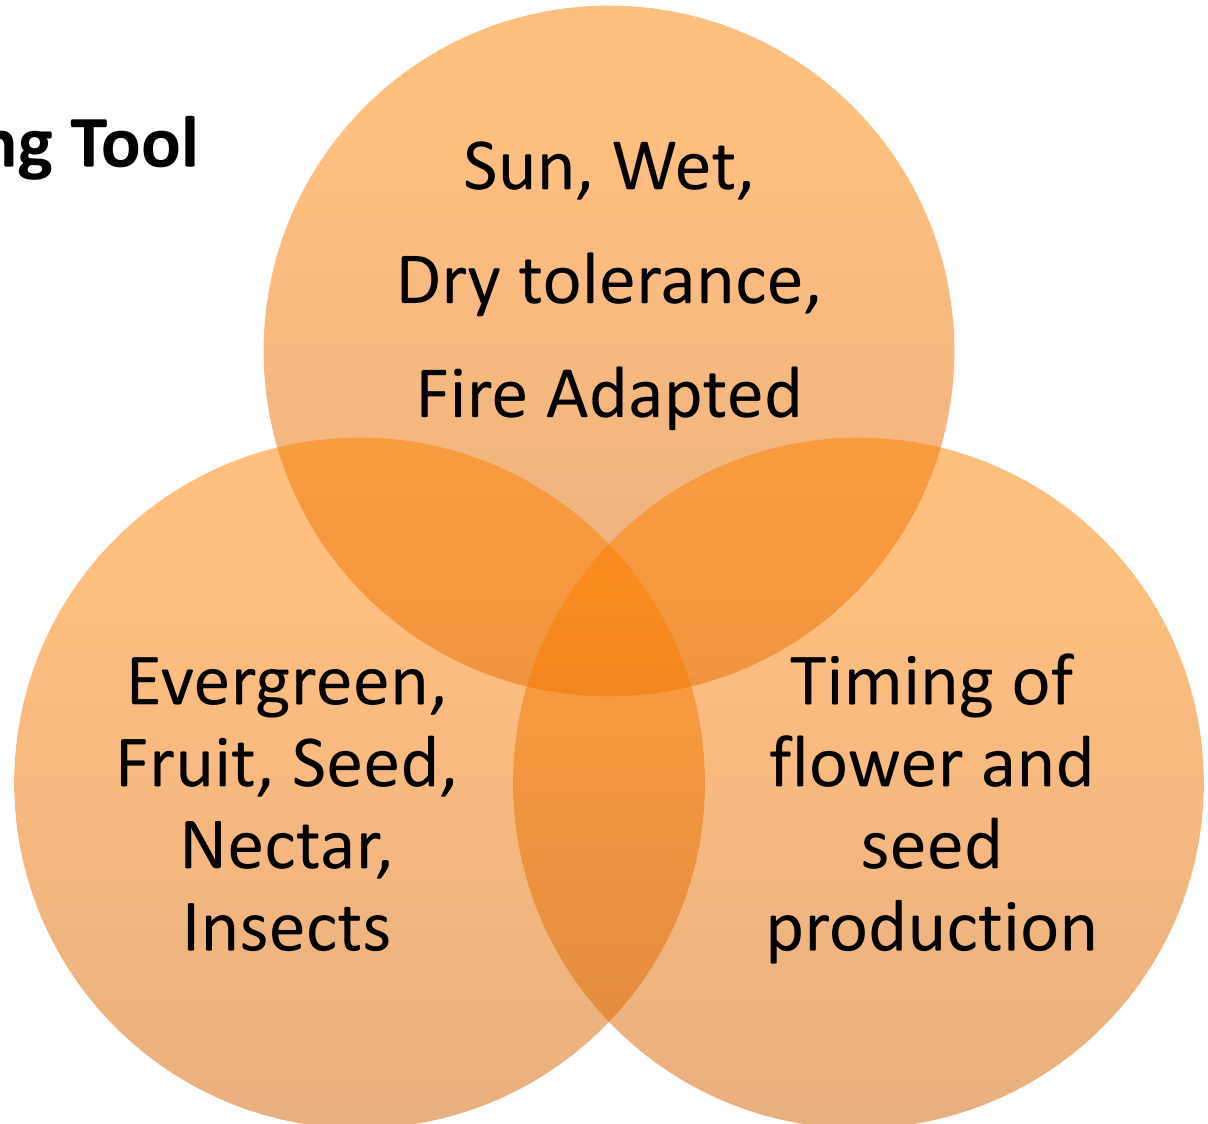 ng Tool
Sun, Wet,
Dry tolerance,
Fire Adapted
Evergreen,
Fruit, Seed,
Nectar,
Insects
Timing of
flower and
seed
production